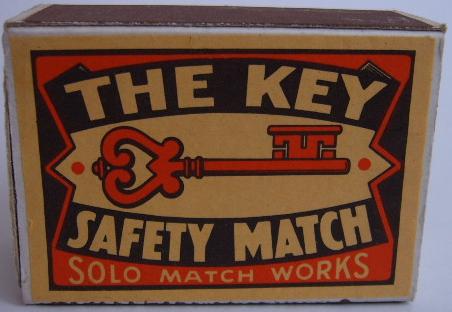 THE KEY
SAFETY MATCH
SOLO MATCH WORKS